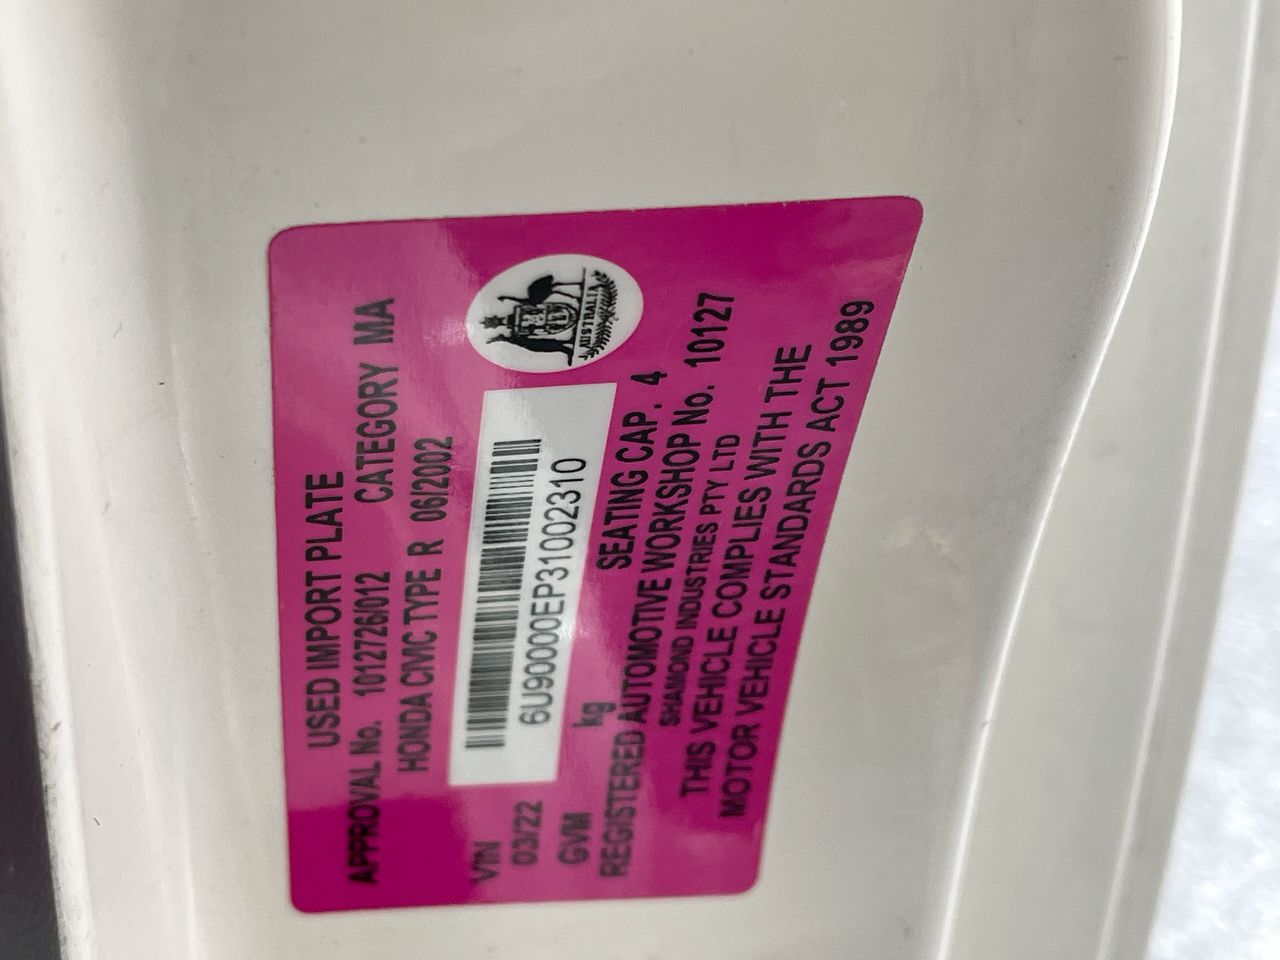 USED IMPORT PLATE
APPROVAL No. 1012726/012 CATEGORY MA
HONDA CIVIC TYPE R 06/2002
AUSTRALIA
VIN
03/22
6U90000EP31002310
GVM kg SEATING CAP. 4
REGISTERED AUTOMOTIVE WORKSHOP No. 10127
SHAMOND INDUSTRIES PTY LTD
THIS VEHICLE COMPLIES WITH THE
MOTOR VEHICLE STANDARDS ACT 1989